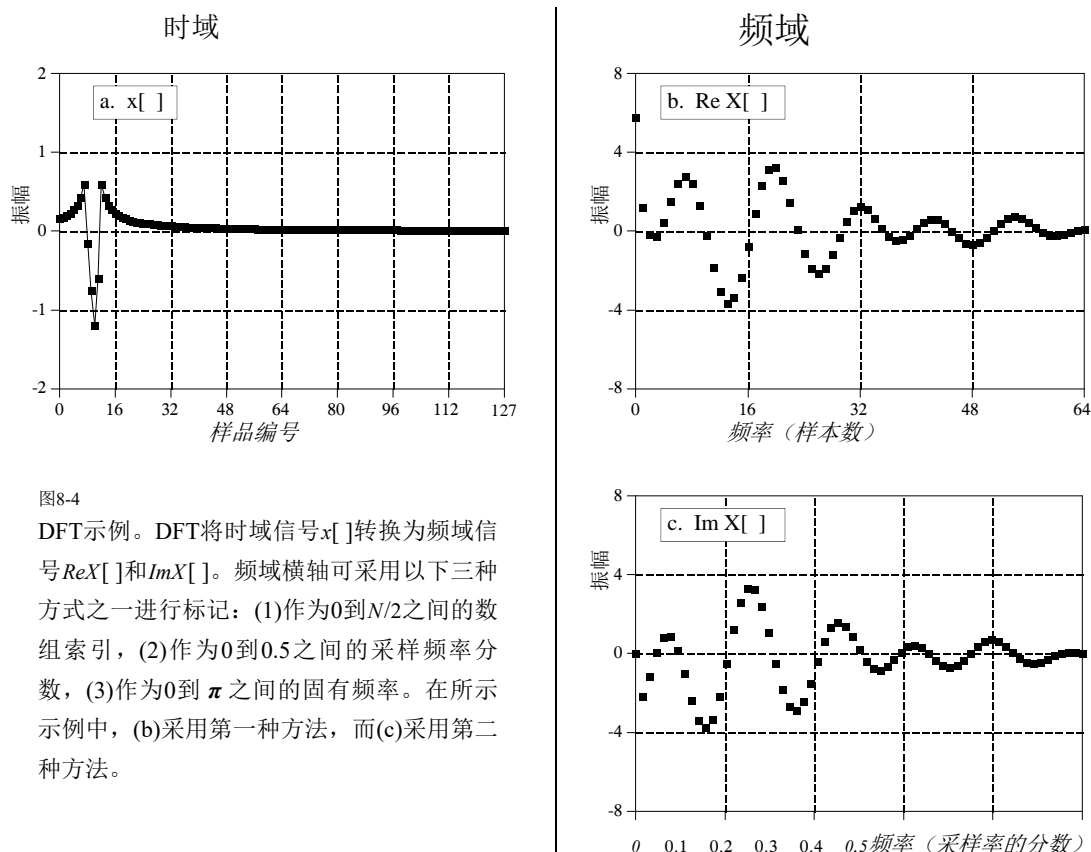 时域
频域
2
1
0
-1
-2
振幅
a. x[ ]
0 16 32 48 64 80 96 112 127
样品编号
8
4
0
-4
-8
振幅
b. Re X[ ]
0 16 32 48 64
频率（样本数）
图8-4
DFT示例。DFT将时域信号x[ ]转换为频域信
号ReX[ ]和ImX[ ]。频域横轴可采用以下三种
方式之一进行标记：(1)作为0到N/2之间的数
组索引，(2)作为0到0.5之间的采样频率分
数，(3)作为0到 π 之间的固有频率。在所示
示例中，(b)采用第一种方法，而(c)采用第二
种方法。
8
4
0
-4
-8
振幅
c. Im X[ ]
0 0.1 0.2 0.3 0.4 0.5频率（采样率的分数）